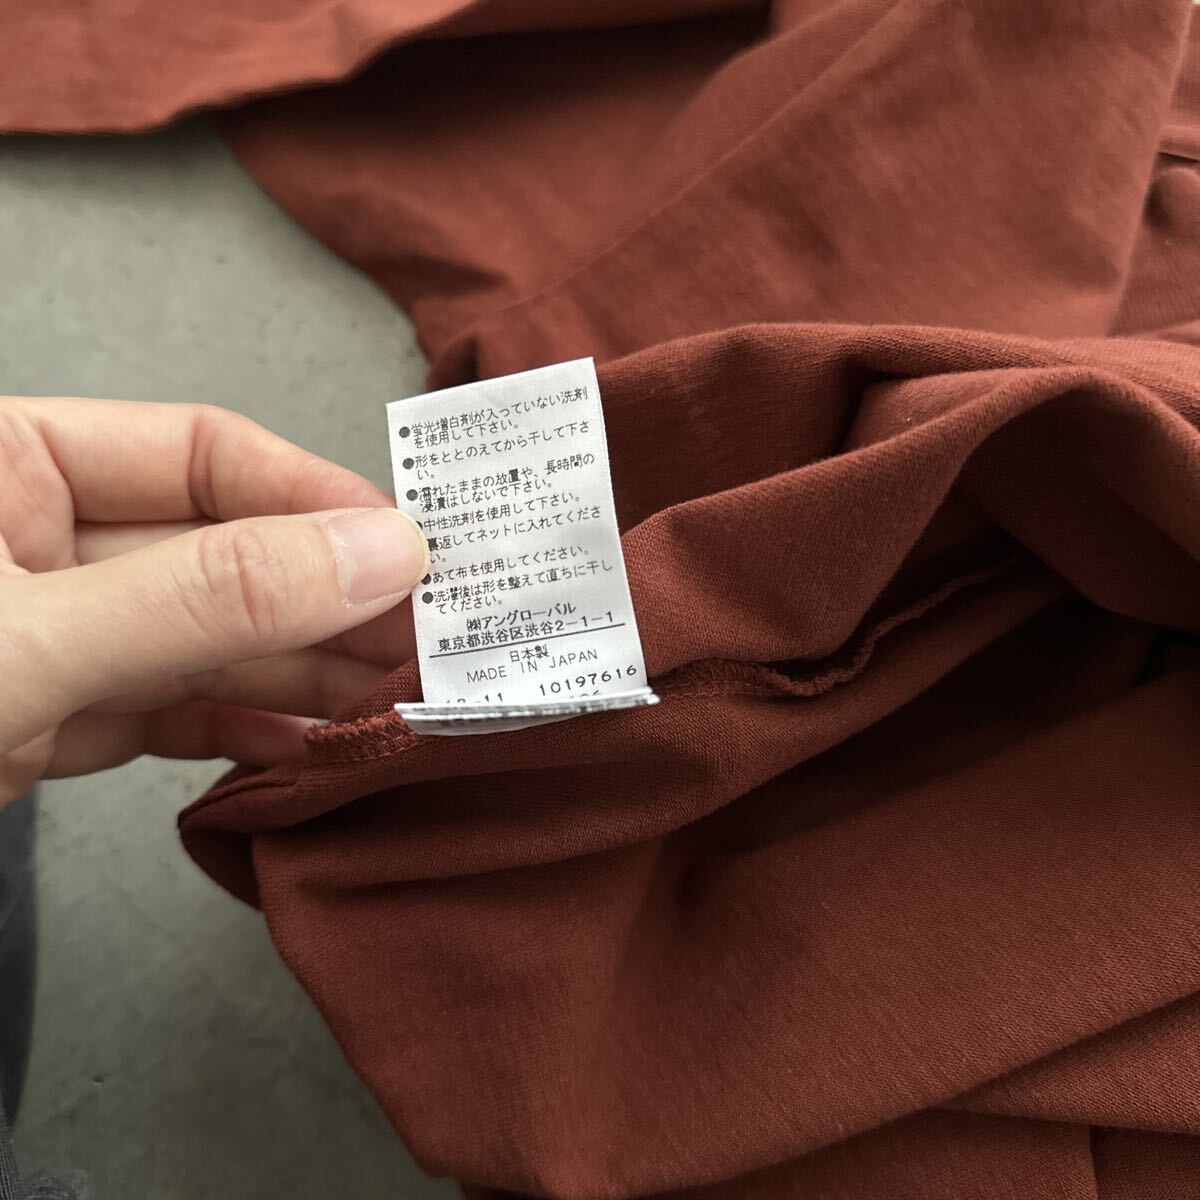 ●蛍光増白剤が入っていない洗剤
を使用して下さい。
●形をととのえてから干して下さ
い。
●濡れたままの放置や、長時間の
浸漬はしないで下さい。
●中性洗剤を使用して下さい。
裏返してネットに入れてくださ
い。
●あて布を使用してください。
●洗濯後は形を整えて直ちに干し
てください。
㈱アングローバル
東京都渋谷区渋谷2-1-1
日本製
MADE IN JAPAN
-11 10197616